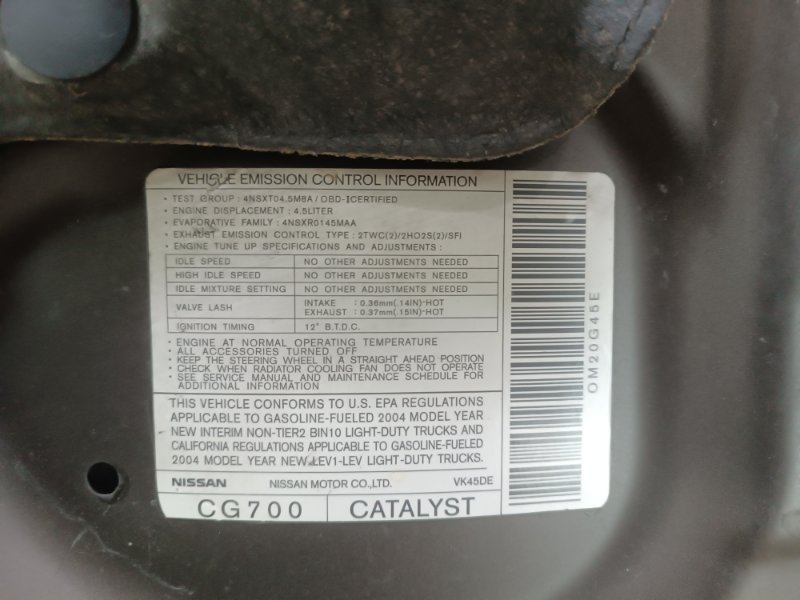 VEHICLE EMISSION CONTROL INFORMATION
· TEST GROUP : 4NSXT04.5M8A / OBD-ICERTIFIED
· ENGINE DISPLACEMENT : 4.5LITER
· EVAPORATIVE FAMILY : 4NSXR0145MAA
· EXHAUST EMISSION CONTROL TYPE : 2TWC(2)/2HO2S(2)/SFI
· ENGINE TUNE UP SPECIFICATIONS AND ADJUSTMENTS :
IDLE SPEED NO OTHER ADJUSTMENTS NEEDED
HIGH IDLE SPEED NO OTHER ADJUSTMENTS NEEDED
IDLE MIXTURE SETTING NO OTHER ADJUSTMENTS NEEDED
VALVE LASH INTAKE : 0.36mm(.14IN)-HOT
EXHAUST : 0.37mm(.15IN)-HOT
IGNITION TIMING 12° B.T.D.C.
· ENGINE AT NORMAL OPERATING TEMPERATURE
· ALL ACCESSORIES TURNED OFF
· KEEP THE STEERING WHEEL IN A STRAIGHT AHEAD POSITION
· CHECK WHEN RADIATOR COOLING FAN DOES NOT OPERATE
· SEE SERVICE MANUAL AND MAINTENANCE SCHEDULE FOR
ADDITIONAL INFORMATION
THIS VEHICLE CONFORMS TO U.S. EPA REGULATIONS
APPLICABLE TO GASOLINE-FUELED 2004 MODEL YEAR
NEW INTERIM NON-TIER2 BIN10 LIGHT-DUTY TRUCKS AND
CALIFORNIA REGULATIONS APPLICABLE TO GASOLINE-FUELED
2004 MODEL YEAR NEW LEV1-LEV LIGHT-DUTY TRUCKS.
NISSAN NISSAN MOTOR CO.,LTD. VK45DE
CG700 CATALYST
OM20G45E